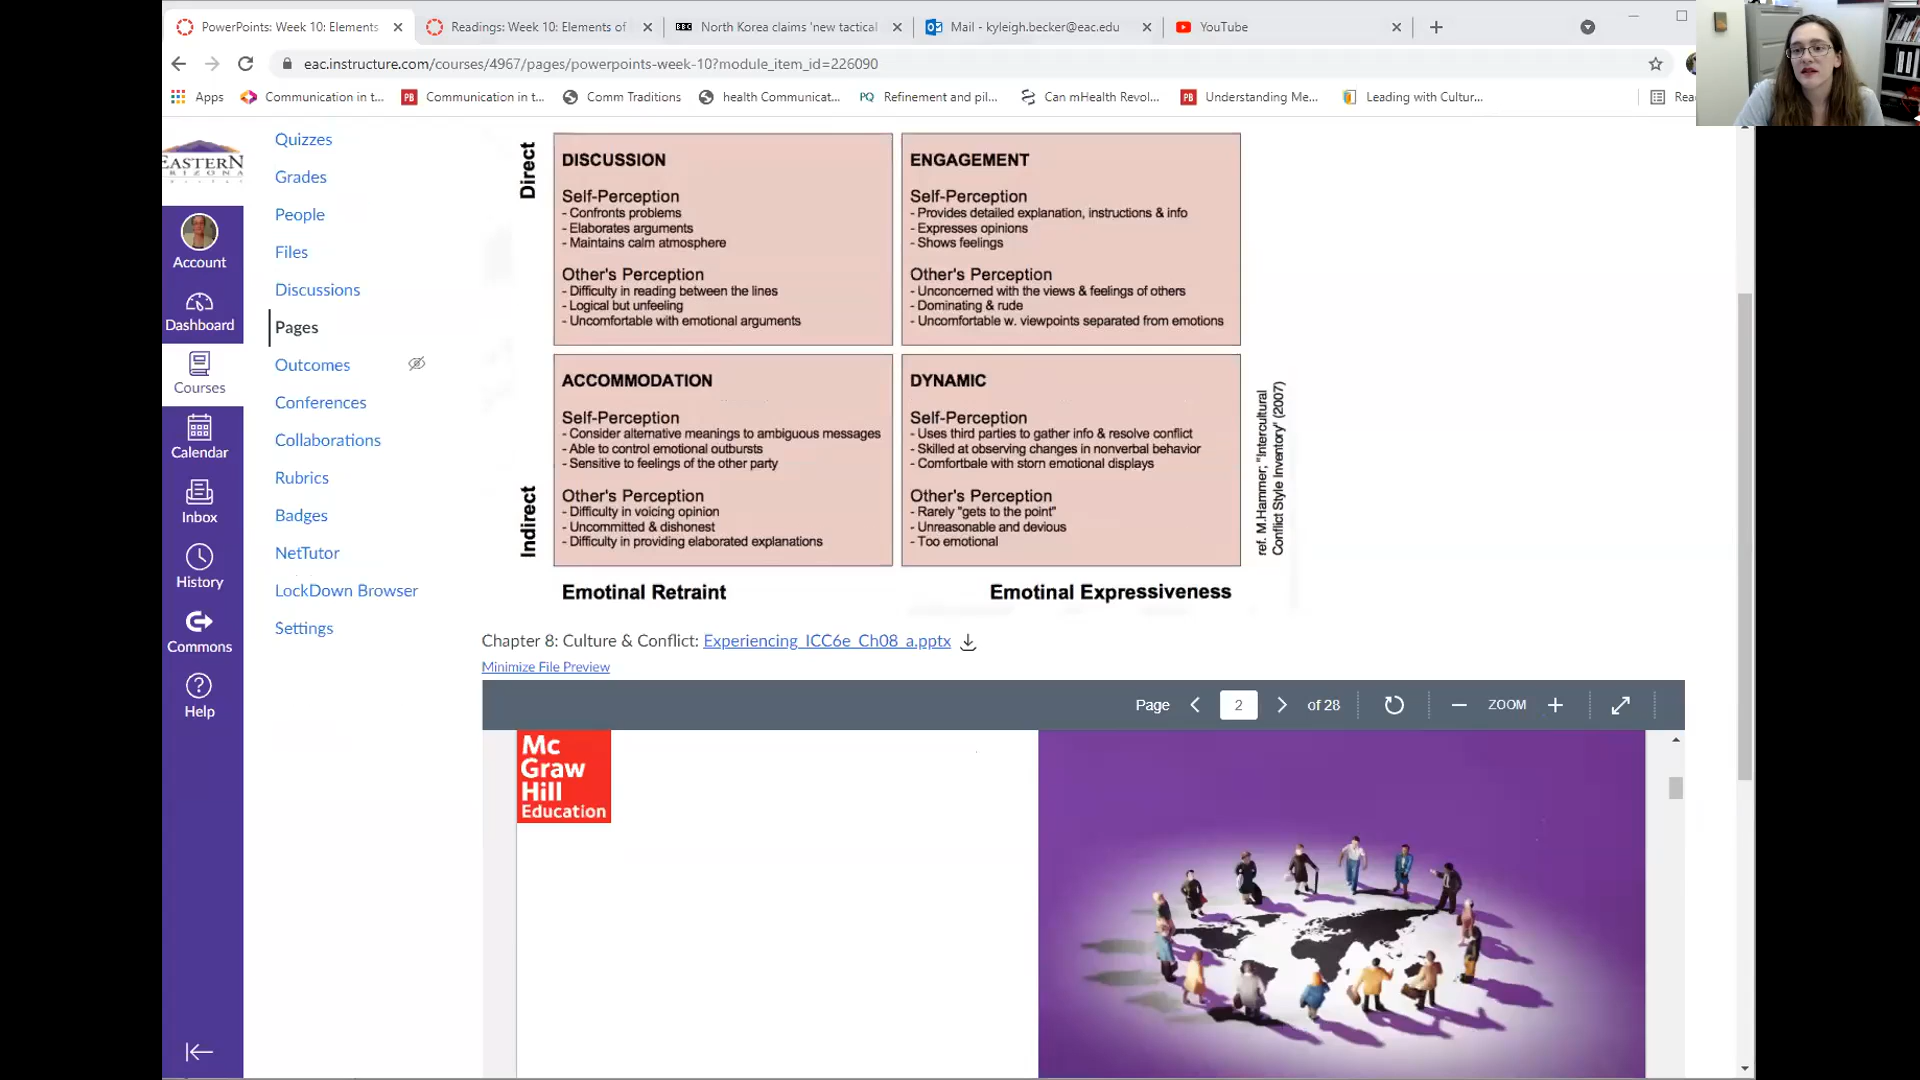 PowerPoints: Week 10: Elements
Readings: Week 10: Elements of
BBC
North Korea claims 'new tactical
Mail - kyleigh.becker@eac.edu
YouTube
eac.instructure.com/courses/4967/pages/powerpoints-week-10?module_item_id=226090
Apps
Communication in t...
PB
Communication in t...
Comm Traditions
health Communicat...
PQ
Refinement and pil...
Can mHealth Revol...
PB
Understanding Me...
Leading with Cultur...
Rea
EASTERN
ARIZONA
Account
Dashboard
Courses
Calendar
Inbox
History
Commons
Help
Quizzes
Grades
People
Files
Discussions
Pages
Outcomes
Conferences
Collaborations
Rubrics
Badges
NetTutor
LockDown Browser
Settings
Direct
DISCUSSION
Self-Perception
- Confronts problems
- Elaborates arguments
- Maintains calm atmosphere
Other's Perception
- Difficulty in reading between the lines
- Logical but unfeeling
- Uncomfortable with emotional arguments
ENGAGEMENT
Self-Perception
- Provides detailed explanation, instructions & info
- Expresses opinions
- Shows feelings
Other's Perception
- Unconcerned with the views & feelings of others
- Dominating & rude
- Uncomfortable w. viewpoints separated from emotions
Indirect
ACCOMMODATION
Self-Perception
- Consider alternative meanings to ambiguous messages
- Able to control emotional outbursts
- Sensitive to feelings of the other party
Other's Perception
- Difficulty in voicing opinion
- Uncommitted & dishonest
- Difficulty in providing elaborated explanations
DYNAMIC
Self-Perception
- Uses third parties to gather info & resolve conflict
- Skilled at observing changes in nonverbal behavior
- Comfortbale with storn emotional displays
Other's Perception
- Rarely "gets to the point"
- Unreasonable and devious
- Too emotional
ref. M.Hammer; "Intercultural
Conflict Style Inventory" (2007)
Emotinal Retraint
Emotinal Expressiveness
Chapter 8: Culture & Conflict: Experiencing_ICC6e_Ch08_a.pptx
Minimize File Preview
Page 2 of 28
ZOOM
Mc
Graw
Hill
Education